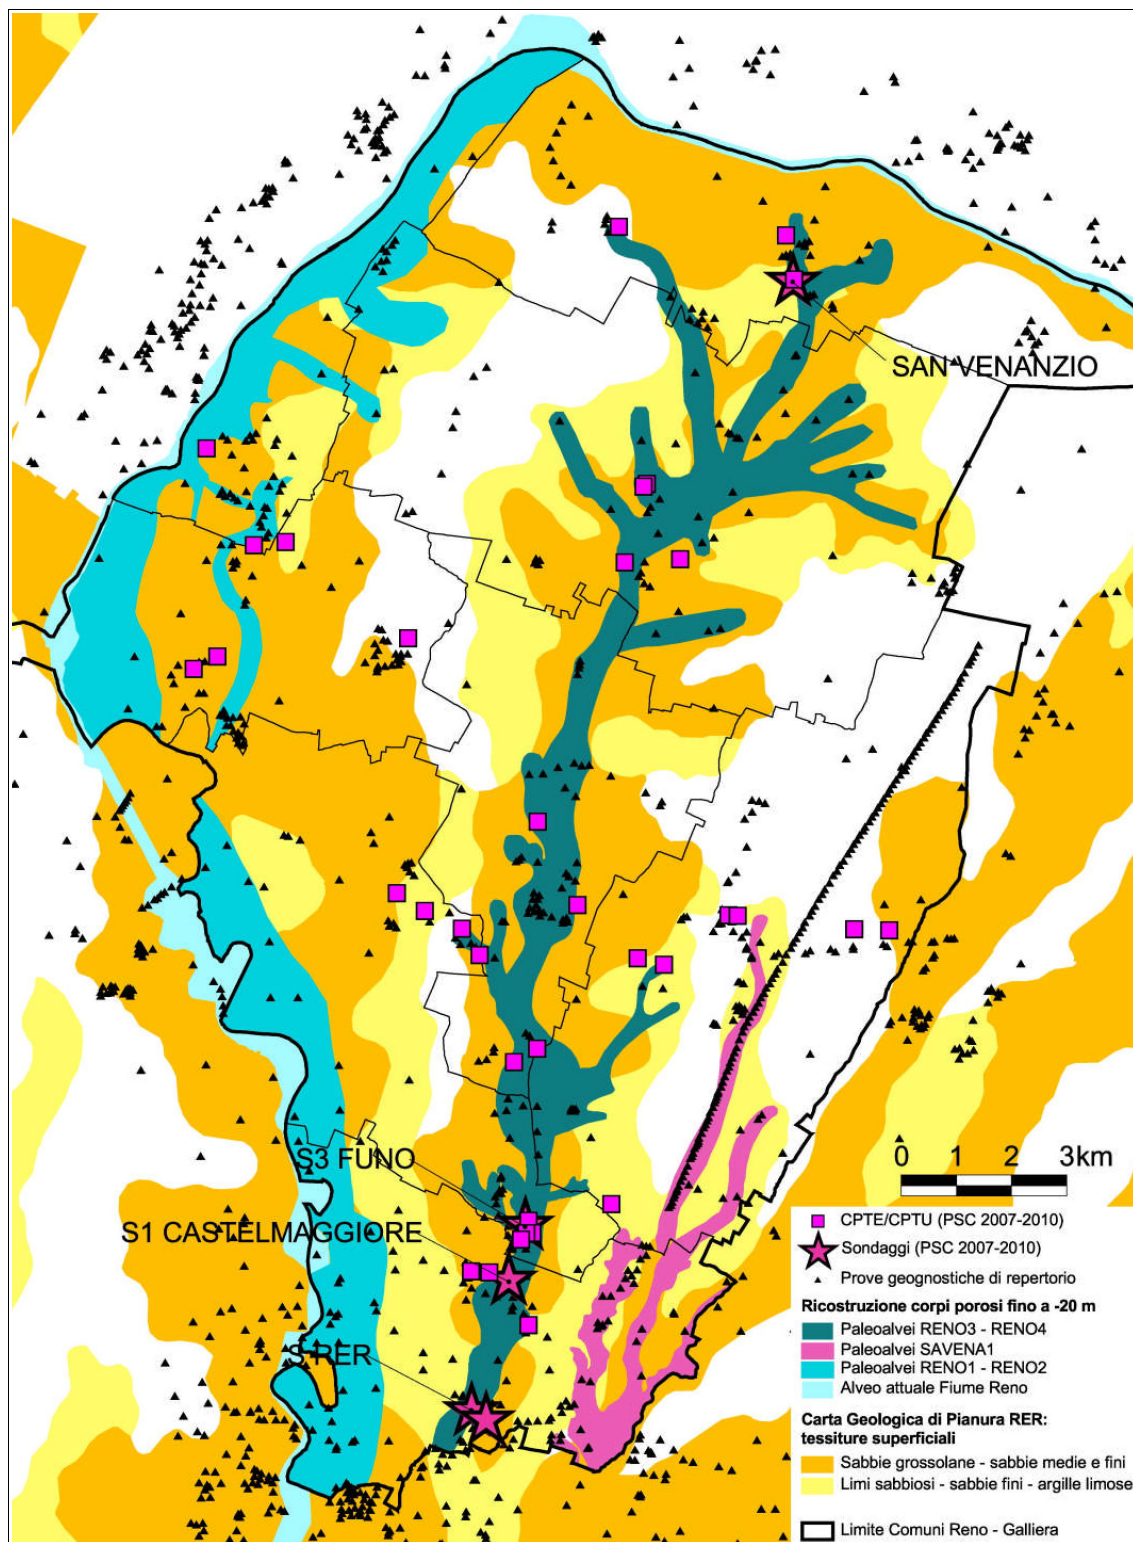 SAN VENANZIO
S3 FUNO
S1 CASTELMAGGIORE
S RER
0 1 2 3km
CPTE/CPTU (PSC 2007-2010)
Sondaggi (PSC 2007-2010)
Prove geognostiche di repertorio
Ricostruzione corpi porosi fino a -20 m
Paleoalvei RENO3 - RENO4
Paleoalvei SAVENA1
Paleoalvei RENO1 - RENO2
Alveo attuale Fiume Reno
Carta Geologica di Pianura RER:
tessiture superficiali
Sabbie grossolane - sabbie medie e fini
Limi sabbiosi - sabbie fini - argille limose
Limite Comuni Reno - Galliera